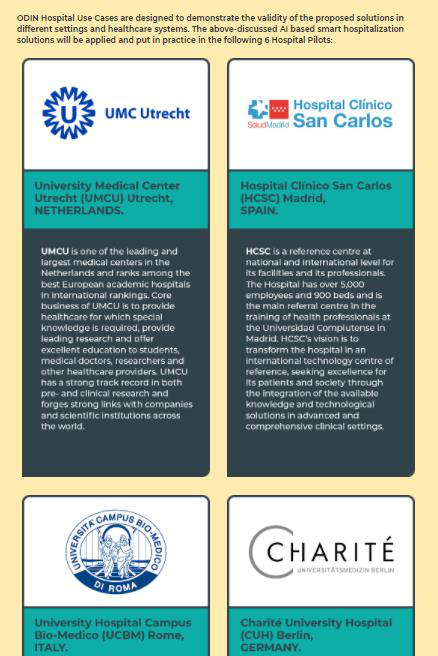 ODIN Hospital Use Cases are designed to demonstrate the validity of the proposed solutions in
different settings and healthcare systems. The above-discussed AI based smart hospitalization
solutions will be applied and put in practice in the following 6 Hospital Pilots:
U
UMC Utrecht
SaludMadrid
Hospital Clínico
San Carlos
University Medical Center
Utrecht (UMCU) Utrecht,
NETHERLANDS.
Hospital Clínico San Carlos
(HCSC) Madrid,
SPAIN.
UMCU is one of the leading and
largest medical centers in the
Netherlands and ranks among the
best European academic hospitals
in international rankings. Core
business of UMCU is to provide
healthcare for which special
knowledge is required, provide
leading research and offer
excellent education to students,
medical doctors, researchers and
other healthcare providers. UMCU
has a strong track record in both
pre- and clinical research and
forges strong links with companies
and scientific institutions across
the world.
HCSC is a reference centre at
national and international level for
its facilities and its professionals.
The Hospital has over 5,000
employees and 900 beds and is
the main referral centre in the
training of health professionals at
the Universidad Complutense in
Madrid. HCSC's vision is to
transform the hospital in an
international technology centre of
reference, seeking excellence for
its patients and society through
the integration of the available
knowledge and technological
solutions in advanced and
comprehensive clinical settings.
UNIVERSITÀ CAMPUS BIO-MEDICO
DI ROMA
CHARITÉ
UNIVERSITÄTSMEDIZIN BERLIN
University Hospital Campus
Bio-Medico (UCBM) Rome,
ITALY.
Charité University Hospital
(CUH) Berlin,
GERMANY.